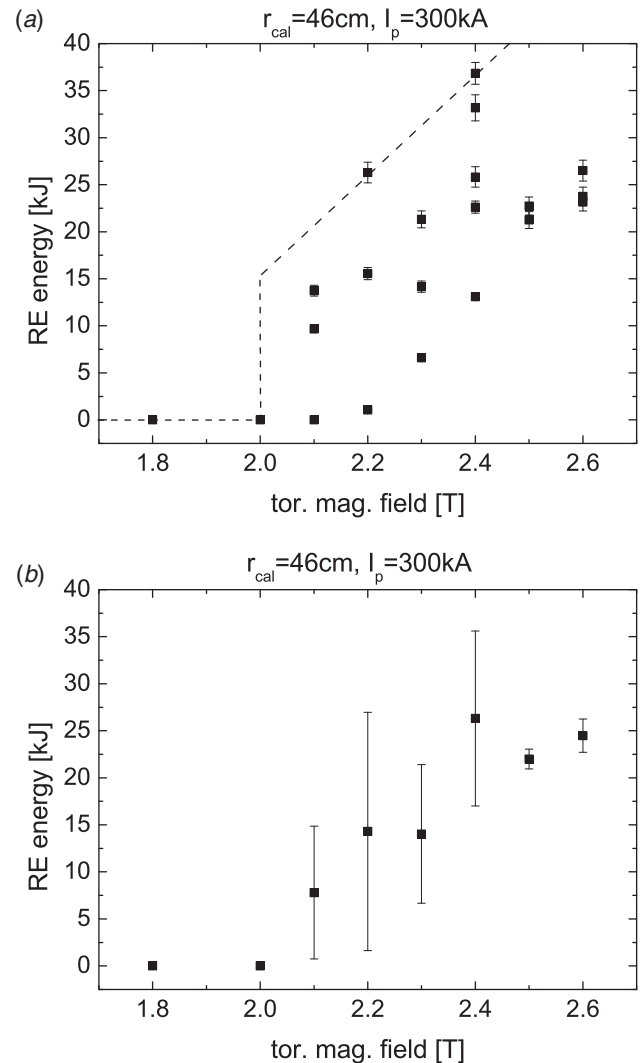 (a)
r_cal=46cm, I_p=300kA
40
35
30
25
20
15
10
5
0
RE energy [kJ]
1.8 2.0 2.2 2.4 2.6
tor. mag. field [T]
(b)
r_cal=46cm, I_p=300kA
40
35
30
25
20
15
10
5
0
RE energy [kJ]
1.8 2.0 2.2 2.4 2.6
tor. mag. field [T]